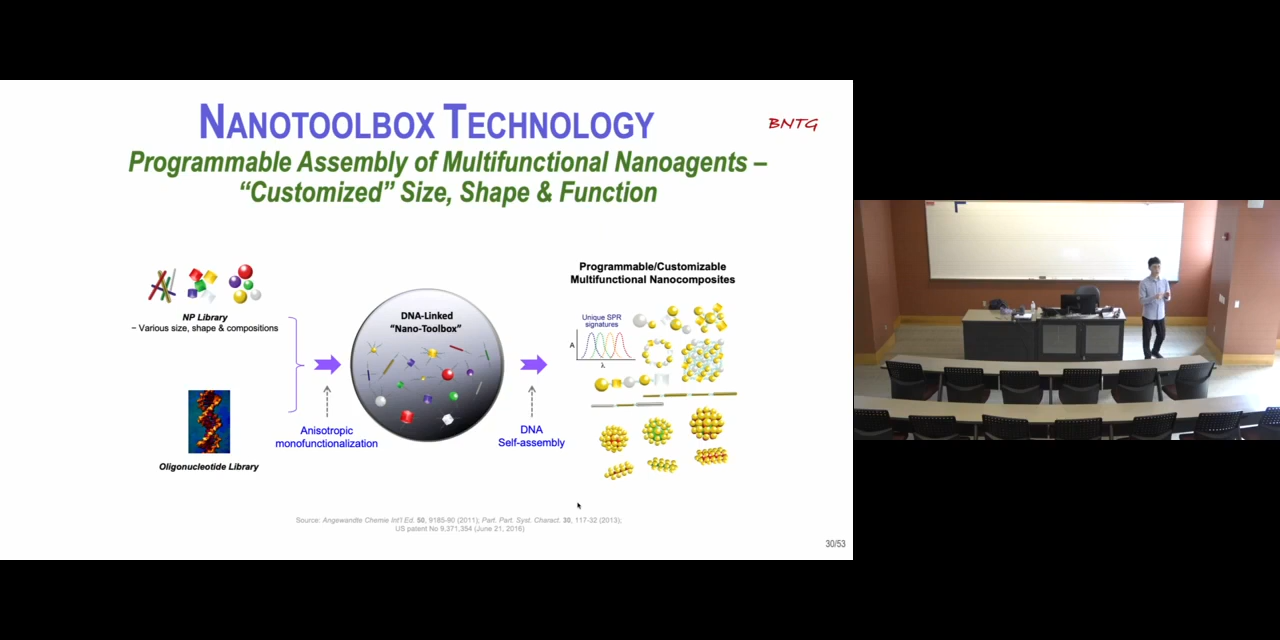 NANOTOOLBOX TECHNOLOGY
BNTG
Programmable Assembly of Multifunctional Nanoagents –
“Customized” Size, Shape & Function
NP Library
− Various size, shape & compositions
Oligonucleotide Library
Anisotropic
monofunctionalization
DNA-Linked
“Nano-Toolbox”
DNA
Self-assembly
Programmable/Customizable
Multifunctional Nanocomposites
Unique SPR
signatures
A
λ
Source: Angewandte Chemie Int'l Ed. 50, 9185-90 (2011); Part. Part. Syst. Charact. 30, 117-32 (2013);
US patent No 9,371,354 (June 21, 2016)
30/53